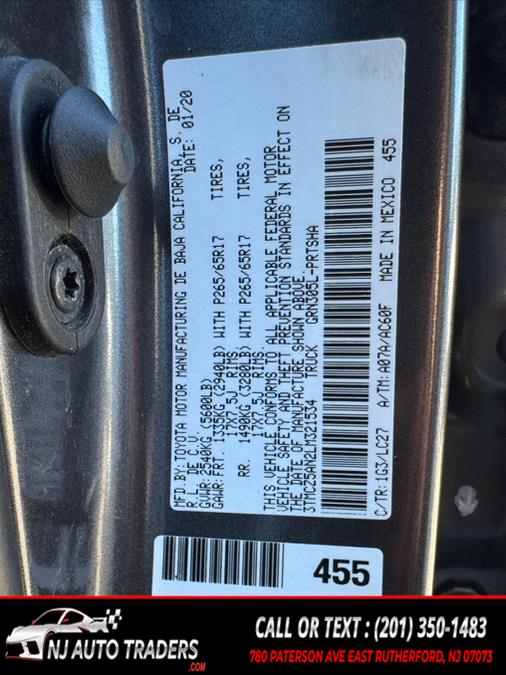 MFD BY:TOYOTA MOTOR MANUFACTURING DE BAJA CALIFORNIA, S. DE
R.L. DE C.V. DATE: 01/20
GVWR: 2540KG (5600LB)
FRT. 1335KG (2940LB) WITH P265/65R17 TIRES,
17X7.5J RIMS
RR. 1490KG (3280LB) WITH P265/65R17 TIRES,
17X7.5J RIMS
THIS VEHICLE CONFORMS TO ALL APPLICABLE FEDERAL MOTOR
VEHICLE SAFETY AND THEFT PREVENTION STANDARDS IN EFFECT ON
THE DATE OF MANUFACTURE SHOWN ABOVE.
3TMCZ5AN2LM321534 TRUCK GRN305L-PRTSHA
C/TR: 1G3/LC27 A/TM: A07A/AC60F MADE IN MEXICO 455
455
NJ AUTO TRADERS
.COM
CALL OR TEXT : (201) 350-1483
780 PATERSON AVE EAST RUTHERFORD, NJ 07073